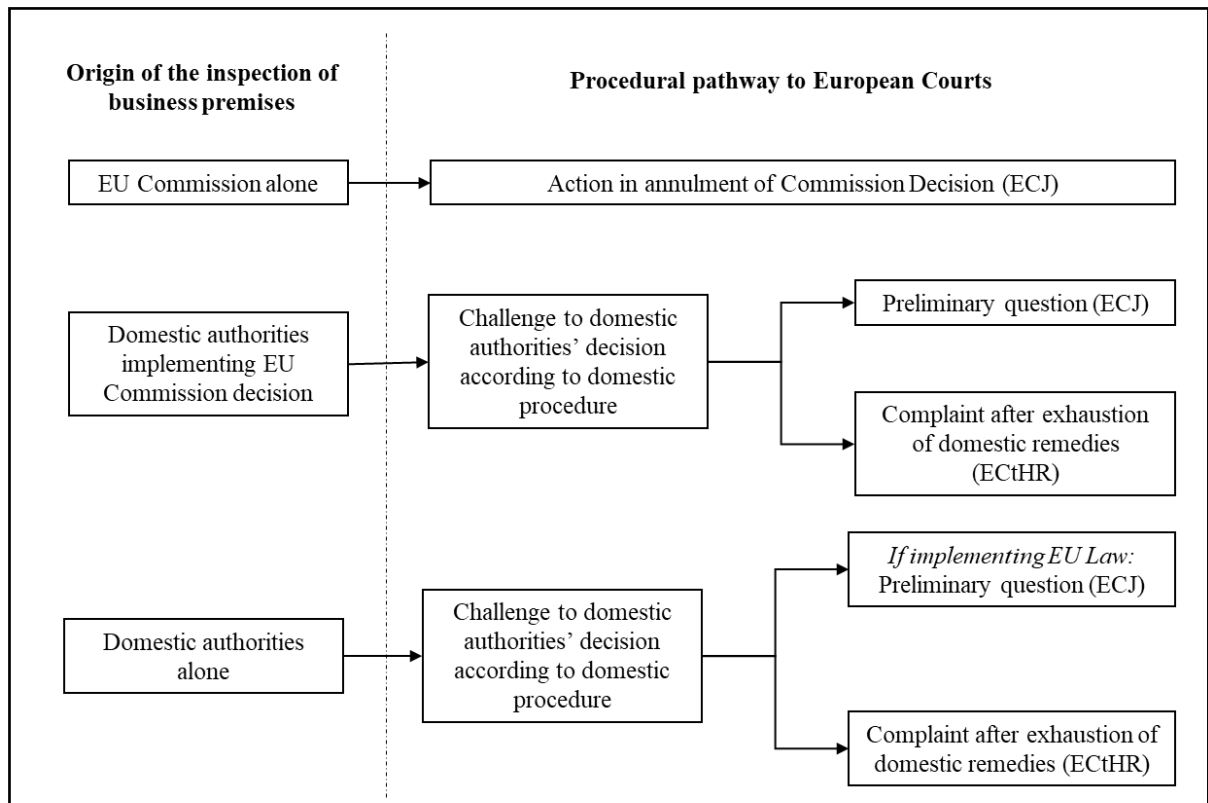 Origin of the inspection of
business premises
Procedural pathway to European Courts
EU Commission alone
Action in annulment of Commission Decision (ECJ)
Domestic authorities
implementing EU
Commission decision
Challenge to domestic
authorities’ decision
according to domestic
procedure
Preliminary question (ECJ)
Complaint after exhaustion
of domestic remedies
(ECtHR)
Domestic authorities
alone
Challenge to domestic
authorities’ decision
according to domestic
procedure
If implementing EU Law:
Preliminary question (ECJ)
Complaint after exhaustion of
domestic remedies (ECtHR)